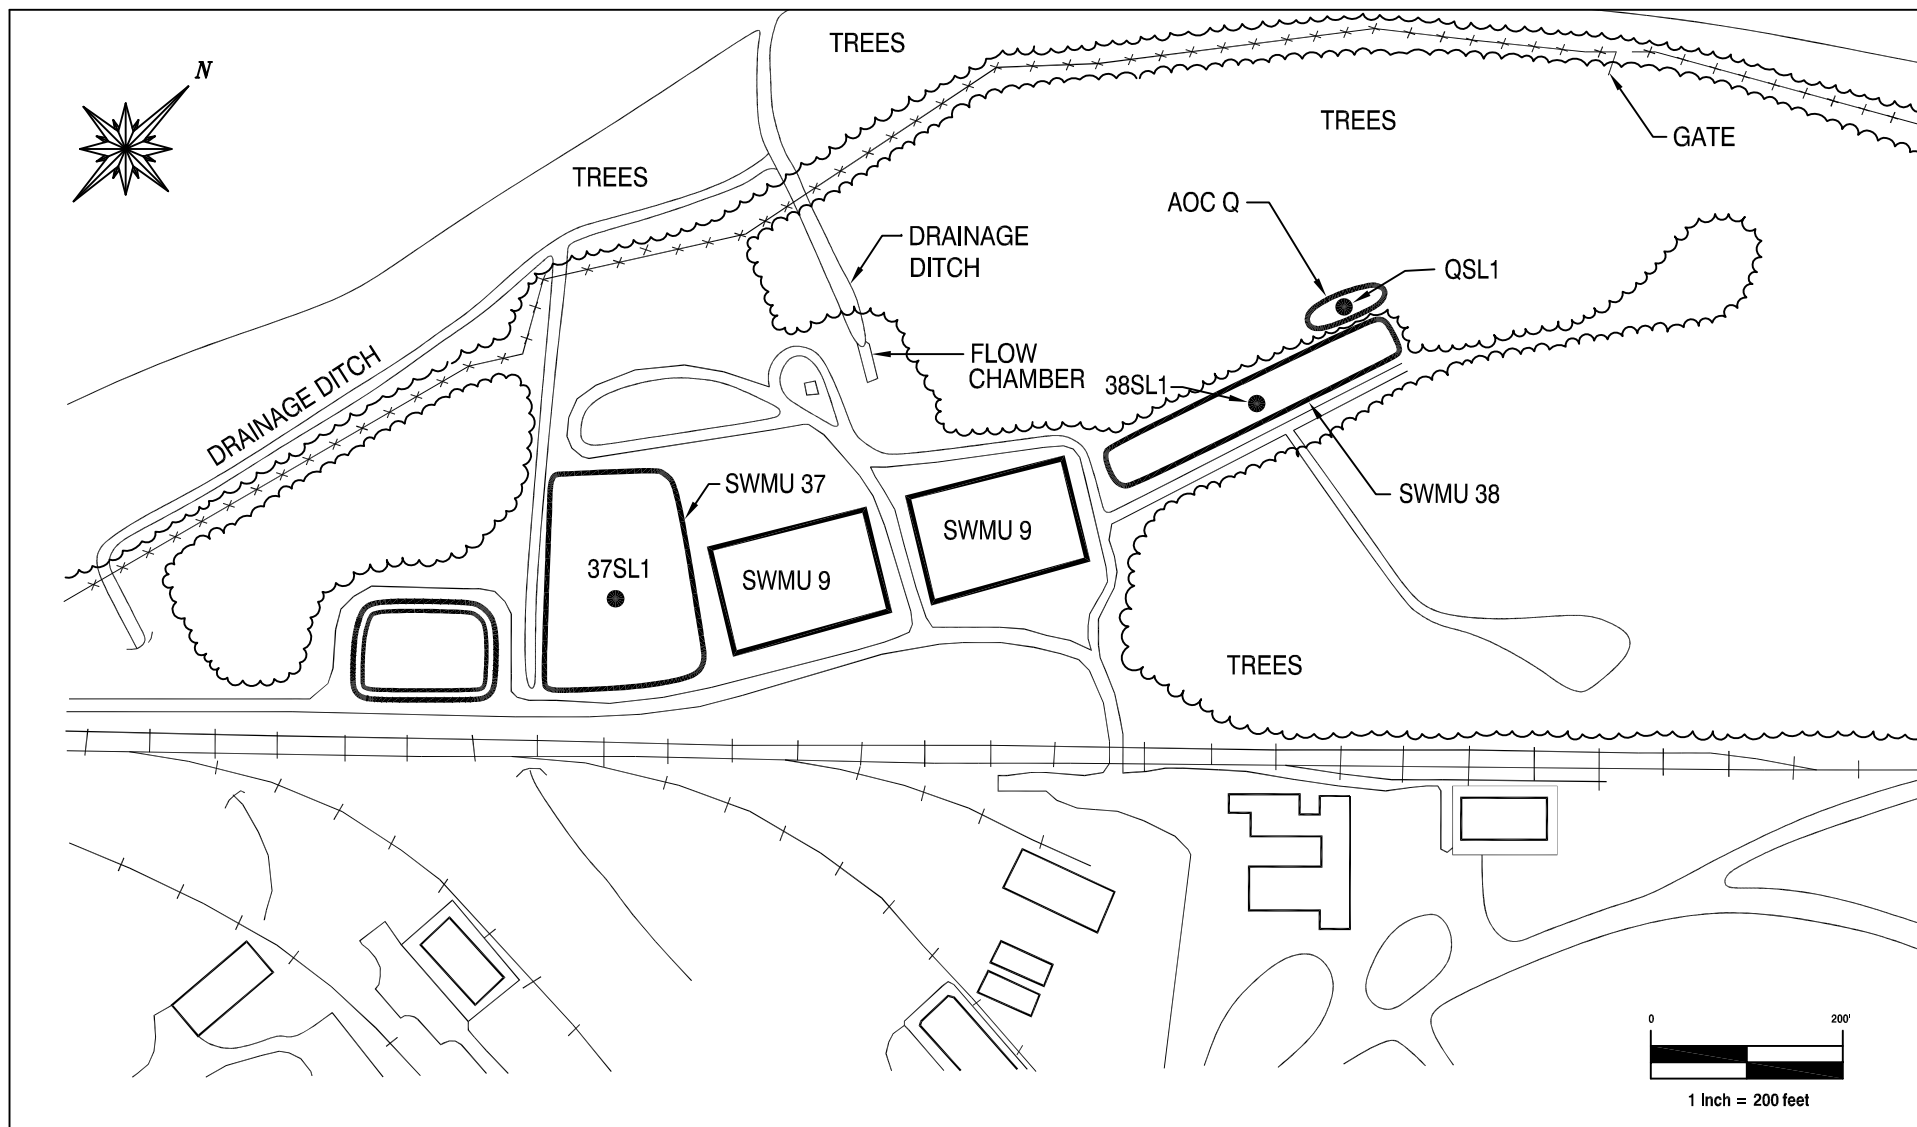 TREES
N
TREES
GATE
TREES
AOC Q
DRAINAGE
DITCH
QSL1
FLOW
CHAMBER
38SL1
DRAINAGE DITCH
SWMU 37
SWMU 38
SWMU 9
37SL1
SWMU 9
TREES
0 200'
1 Inch = 200 feet